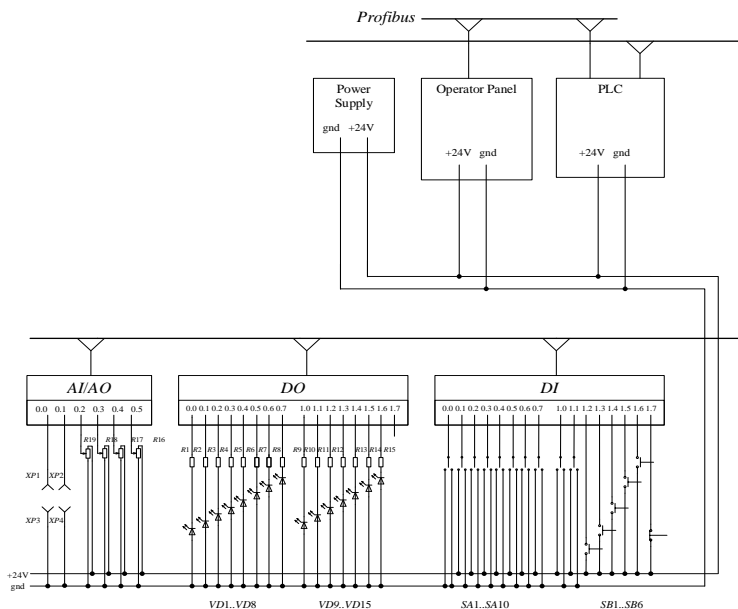 Profibus
Power Supply
gnd +24V
Operator Panel
+24V gnd
PLC
+24V gnd
AI/AO
0.0 0.1 0.2 0.3 0.4 0.5
DO
0.0 0.1 0.2 0.3 0.4 0.5 0.6 0.7 1.0 1.1 1.2 1.3 1.4 1.5 1.6 1.7
DI
0.0 0.1 0.2 0.3 0.4 0.5 0.6 0.7 1.0 1.1 1.2 1.3 1.4 1.5 1.6 1.7
R19 R18 R17 R16
R1 R2 R3 R4 R5 R6 R7 R8 R9 R10 R11 R12 R13 R14 R15
XP1 XP2
XP3 XP4
+24V
gnd
VD1..VD8 VD9..VD15 SA1..SA10 SB1..SB6